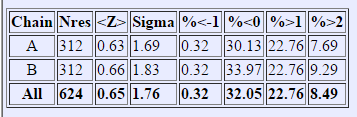 Chain Nres <Z> Sigma %<-1 %<0 %>1 %>2
A 312 0.63 1.69 0.32 30.13 22.76 7.69
B 312 0.66 1.83 0.32 33.97 22.76 9.29
All 624 0.65 1.76 0.32 32.05 22.76 8.49